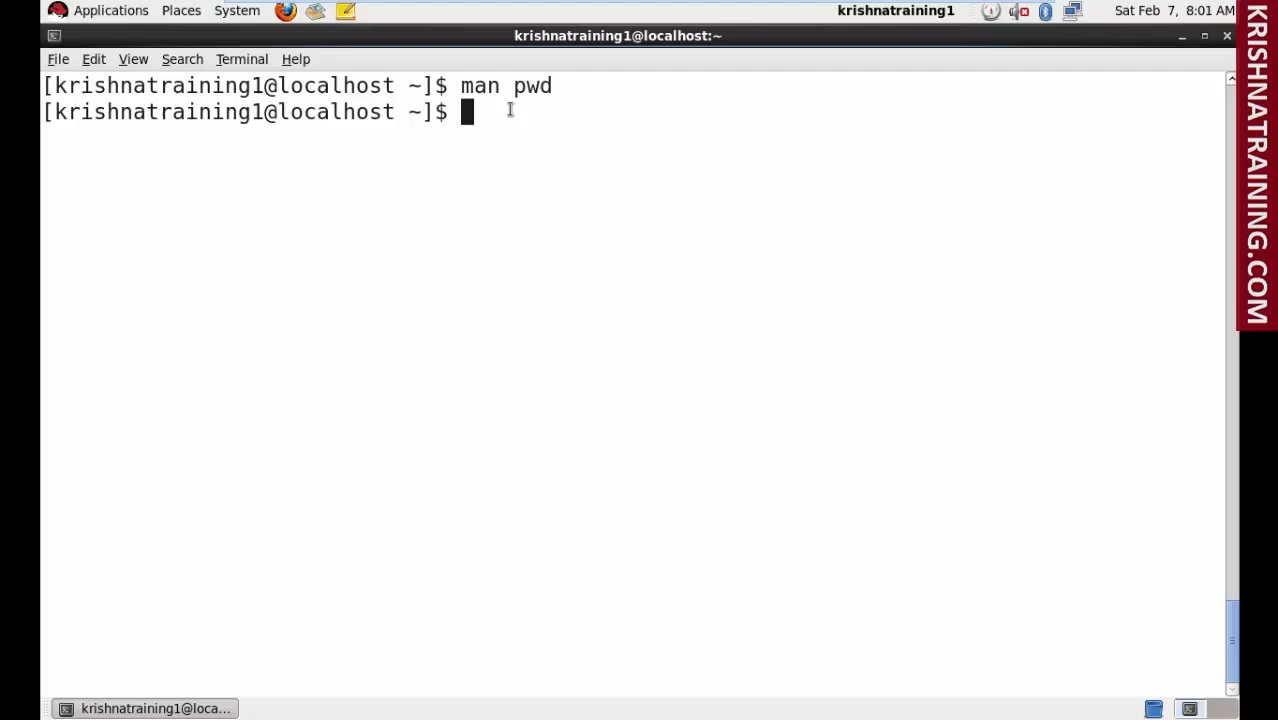 Applications Places System krishnatraining1 Sat Feb 7, 8:01 AM
krishnatraining1@localhost:~
File Edit View Search Terminal Help
[krishnatraining1@localhost ~]$ man pwd
[krishnatraining1@localhost ~]$
krishnatraining1@loca...
KRISHNATRAINING.COM